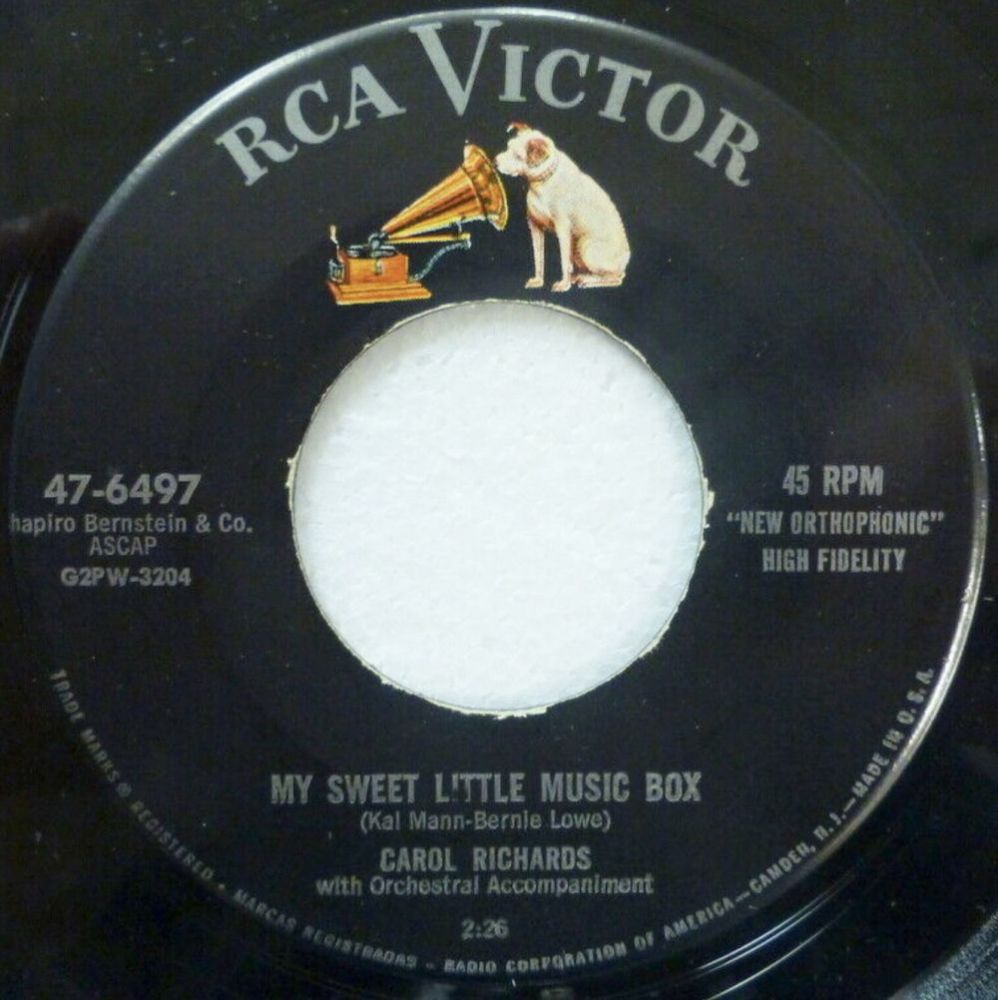 RCA VICTOR
47-6497
hapiro Bernstein & Co.
ASCAP
G2PW-3204
45 RPM
"NEW ORTHOPHONIC"
HIGH FIDELITY
MY SWEET LITTLE MUSIC BOX
(Kal Mann-Bernie Lowe)
CAROL RICHARDS
with Orchestral Accompaniment
2:26
TRADE MARKS ® REGISTERED • MARCAS REGISTRADAS - RADIO CORPORATION OF AMERICA—CAMDEN, N. J.—MADE IN U. S. A.